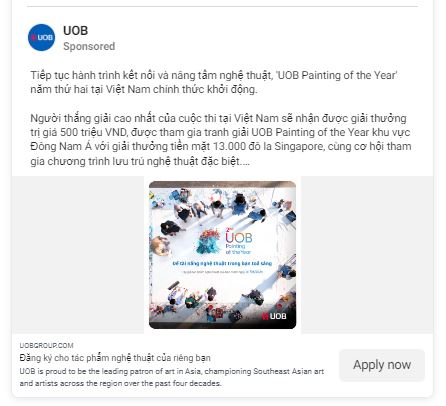 UOB
UOB
Sponsored
Tiếp tục hành trình kết nối và nâng tầm nghệ thuật, 'UOB Painting of the Year'
năm thứ hai tại Việt Nam chính thức khởi động.
Người thắng giải cao nhất của cuộc thi tại Việt Nam sẽ nhận được giải thưởng
trị giá 500 triệu VND, được tham gia tranh giải UOB Painting of the Year khu vực
Đông Nam Á với giải thưởng tiền mặt 13.000 đô la Singapore, cùng cơ hội tham
gia chương trình lưu trú nghệ thuật đặc biệt....
UOB
Painting
of the Year
Để tài năng nghệ thuật trong bạn toả sáng
UOB
UOBGROUP.COM
Đăng ký cho tác phẩm nghệ thuật của riêng bạn
UOB is proud to be the leading patron of art in Asia, championing Southeast Asian art
and artists across the region over the past four decades.
Apply now